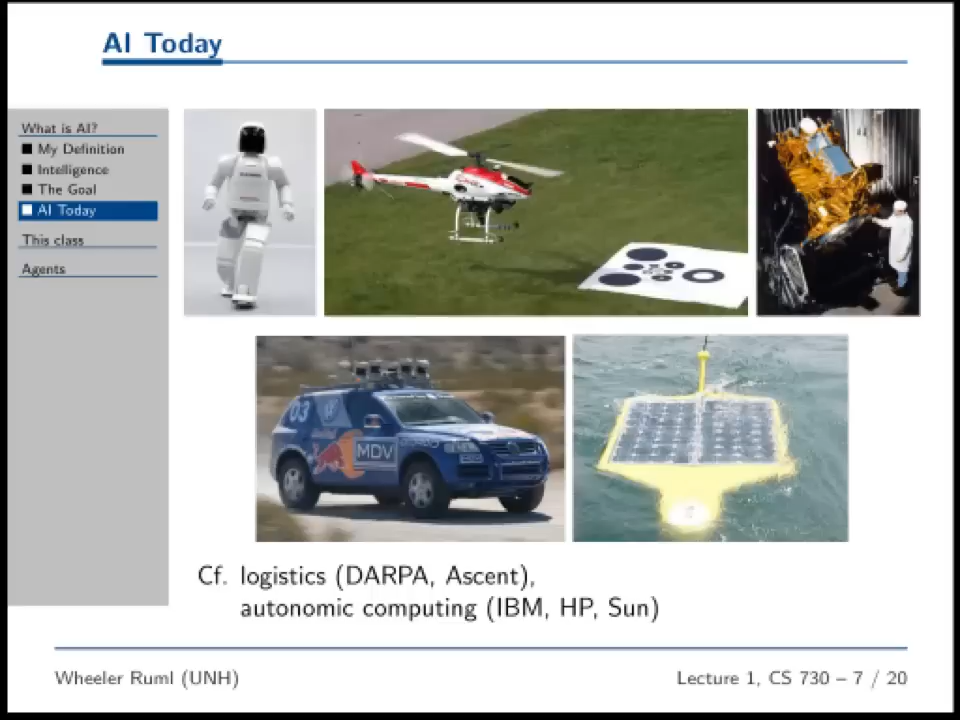 AI Today
What is AI?
My Definition
Intelligence
The Goal
AI Today
This class
Agents
03
MDV
Cf. logistics (DARPA, Ascent),
autonomic computing (IBM, HP, Sun)
Wheeler Ruml (UNH)
Lecture 1, CS 730 – 7 / 20